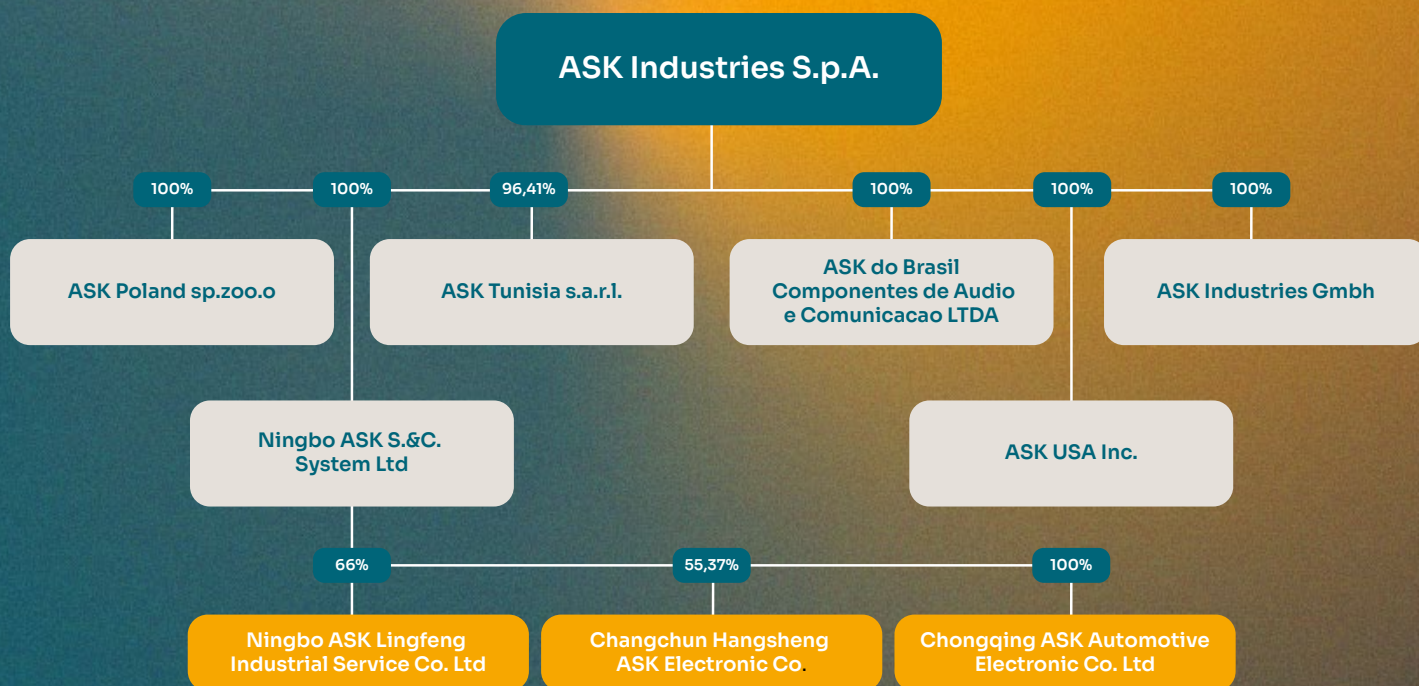 ASK Industries S.p.A.
100%
100%
96,41%
100%
100%
100%
ASK Poland sp.zoo.o
ASK Tunisia s.a.r.l.
ASK do Brasil
Componentes de Audio
e Comunicacao LTDA
ASK Industries Gmbh
Ningbo ASK S.&C.
System Ltd
ASK USA Inc.
66%
55,37%
100%
Ningbo ASK Lingfeng
Industrial Service Co. Ltd
Changchun Hangsheng
ASK Electronic Co.
Chongqing ASK Automotive
Electronic Co. Ltd